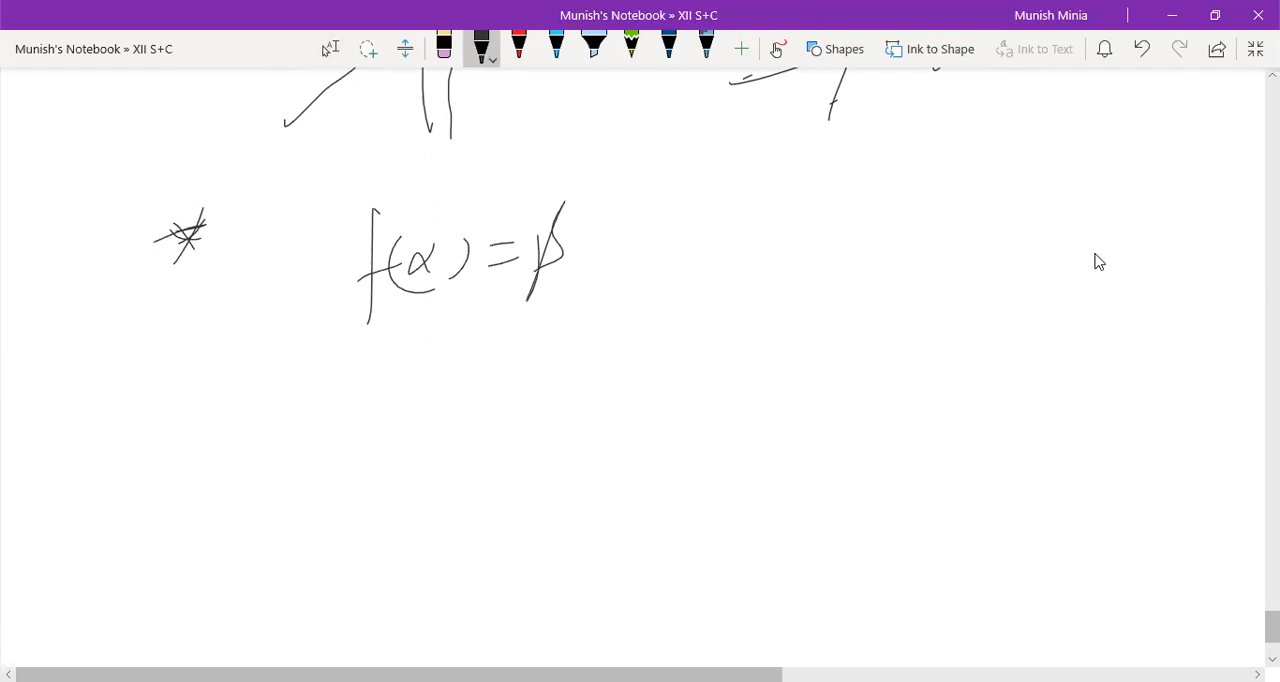 Munish's Notebook » XII S+C
Munish Minia
Munish's Notebook » XII S+C
Shapes
Ink to Shape
Ink to Text
* f(α) = β